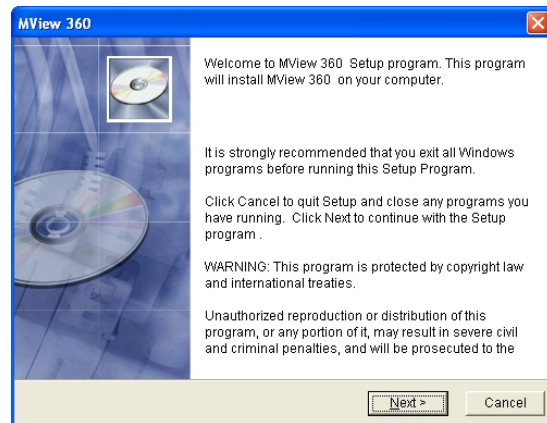 MView 360
Welcome to MView 360  Setup program. This program
will install MView 360  on your computer.
It is strongly recommended that you exit all Windows
programs before running this Setup Program.
Click Cancel to quit Setup and close any programs you
have running.  Click Next to continue with the Setup
program .
WARNING: This program is protected by copyright law
and international treaties.
Unauthorized reproduction or distribution of this
program, or any portion of it, may result in severe civil
and criminal penalties, and will be prosecuted to the
Next > Cancel